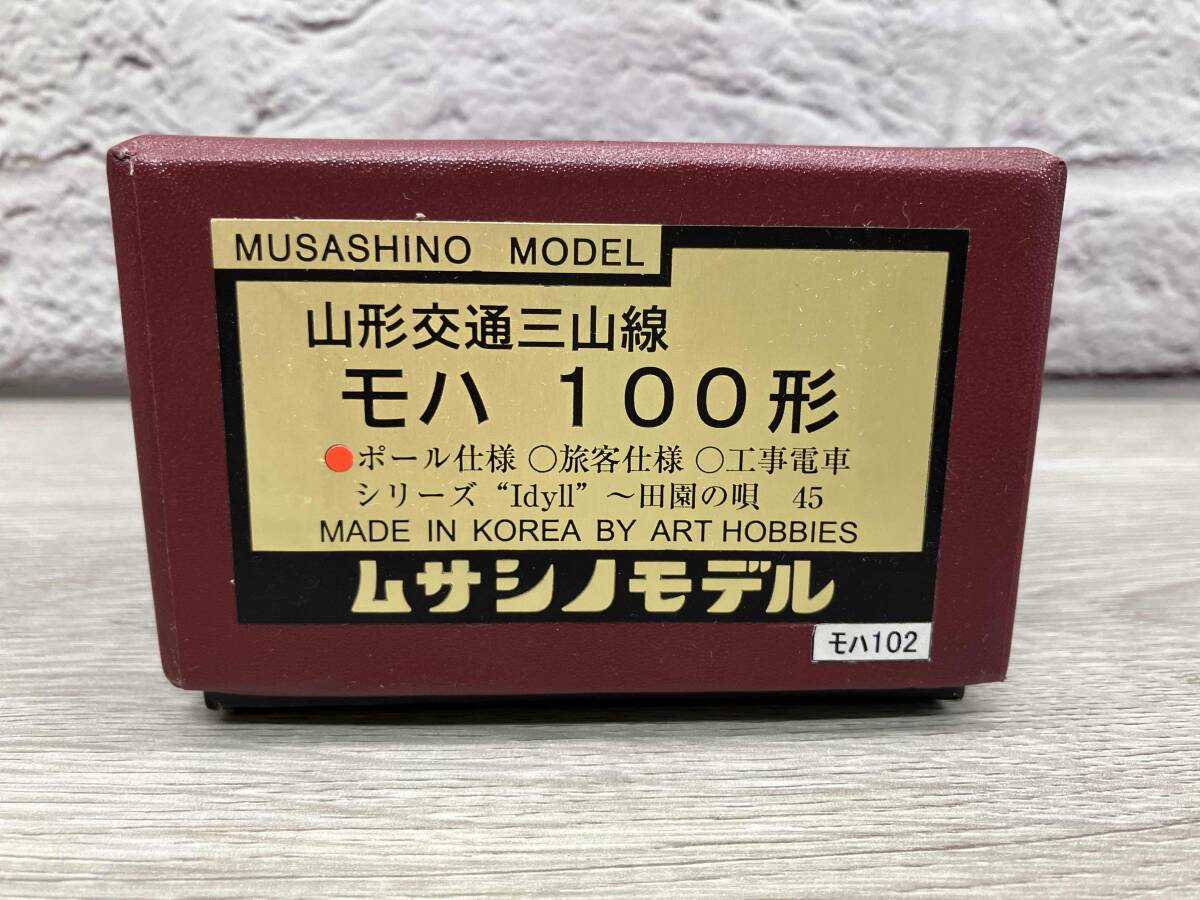 MUSASHINO MODEL
山形交通三山線
モハ 100形
●ポール仕様 ○旅客仕様 ○工事電車
シリーズ “Idyll” ～田園の唄 45
MADE IN KOREA BY ART HOBBIES
ムサシノモデル
モハ102